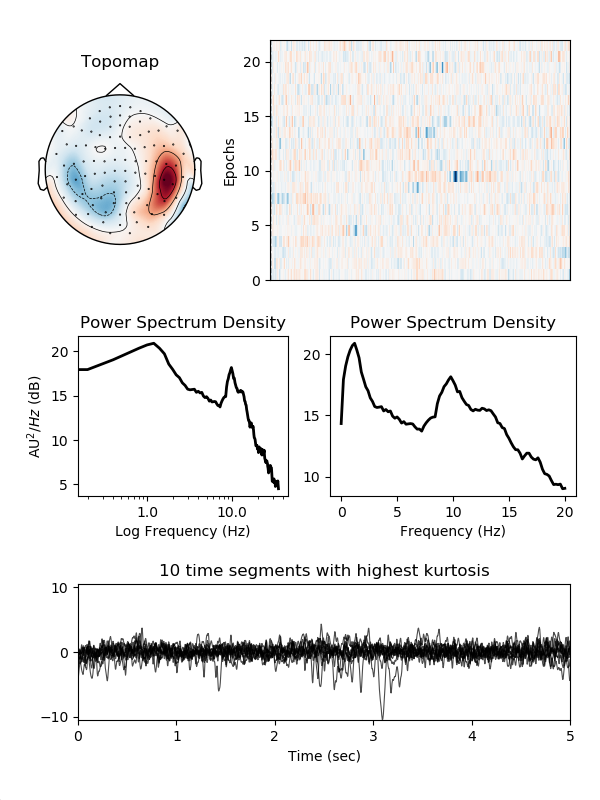 Topomap
Epochs
20
15
10
5
0
Power Spectrum Density
AU²/Hz (dB)
20
15
10
5
1.0 10.0
Log Frequency (Hz)
Power Spectrum Density
20
15
10
0 5 10 15 20
Frequency (Hz)
10 time segments with highest kurtosis
10
0
−10
0 1 2 3 4 5
Time (sec)